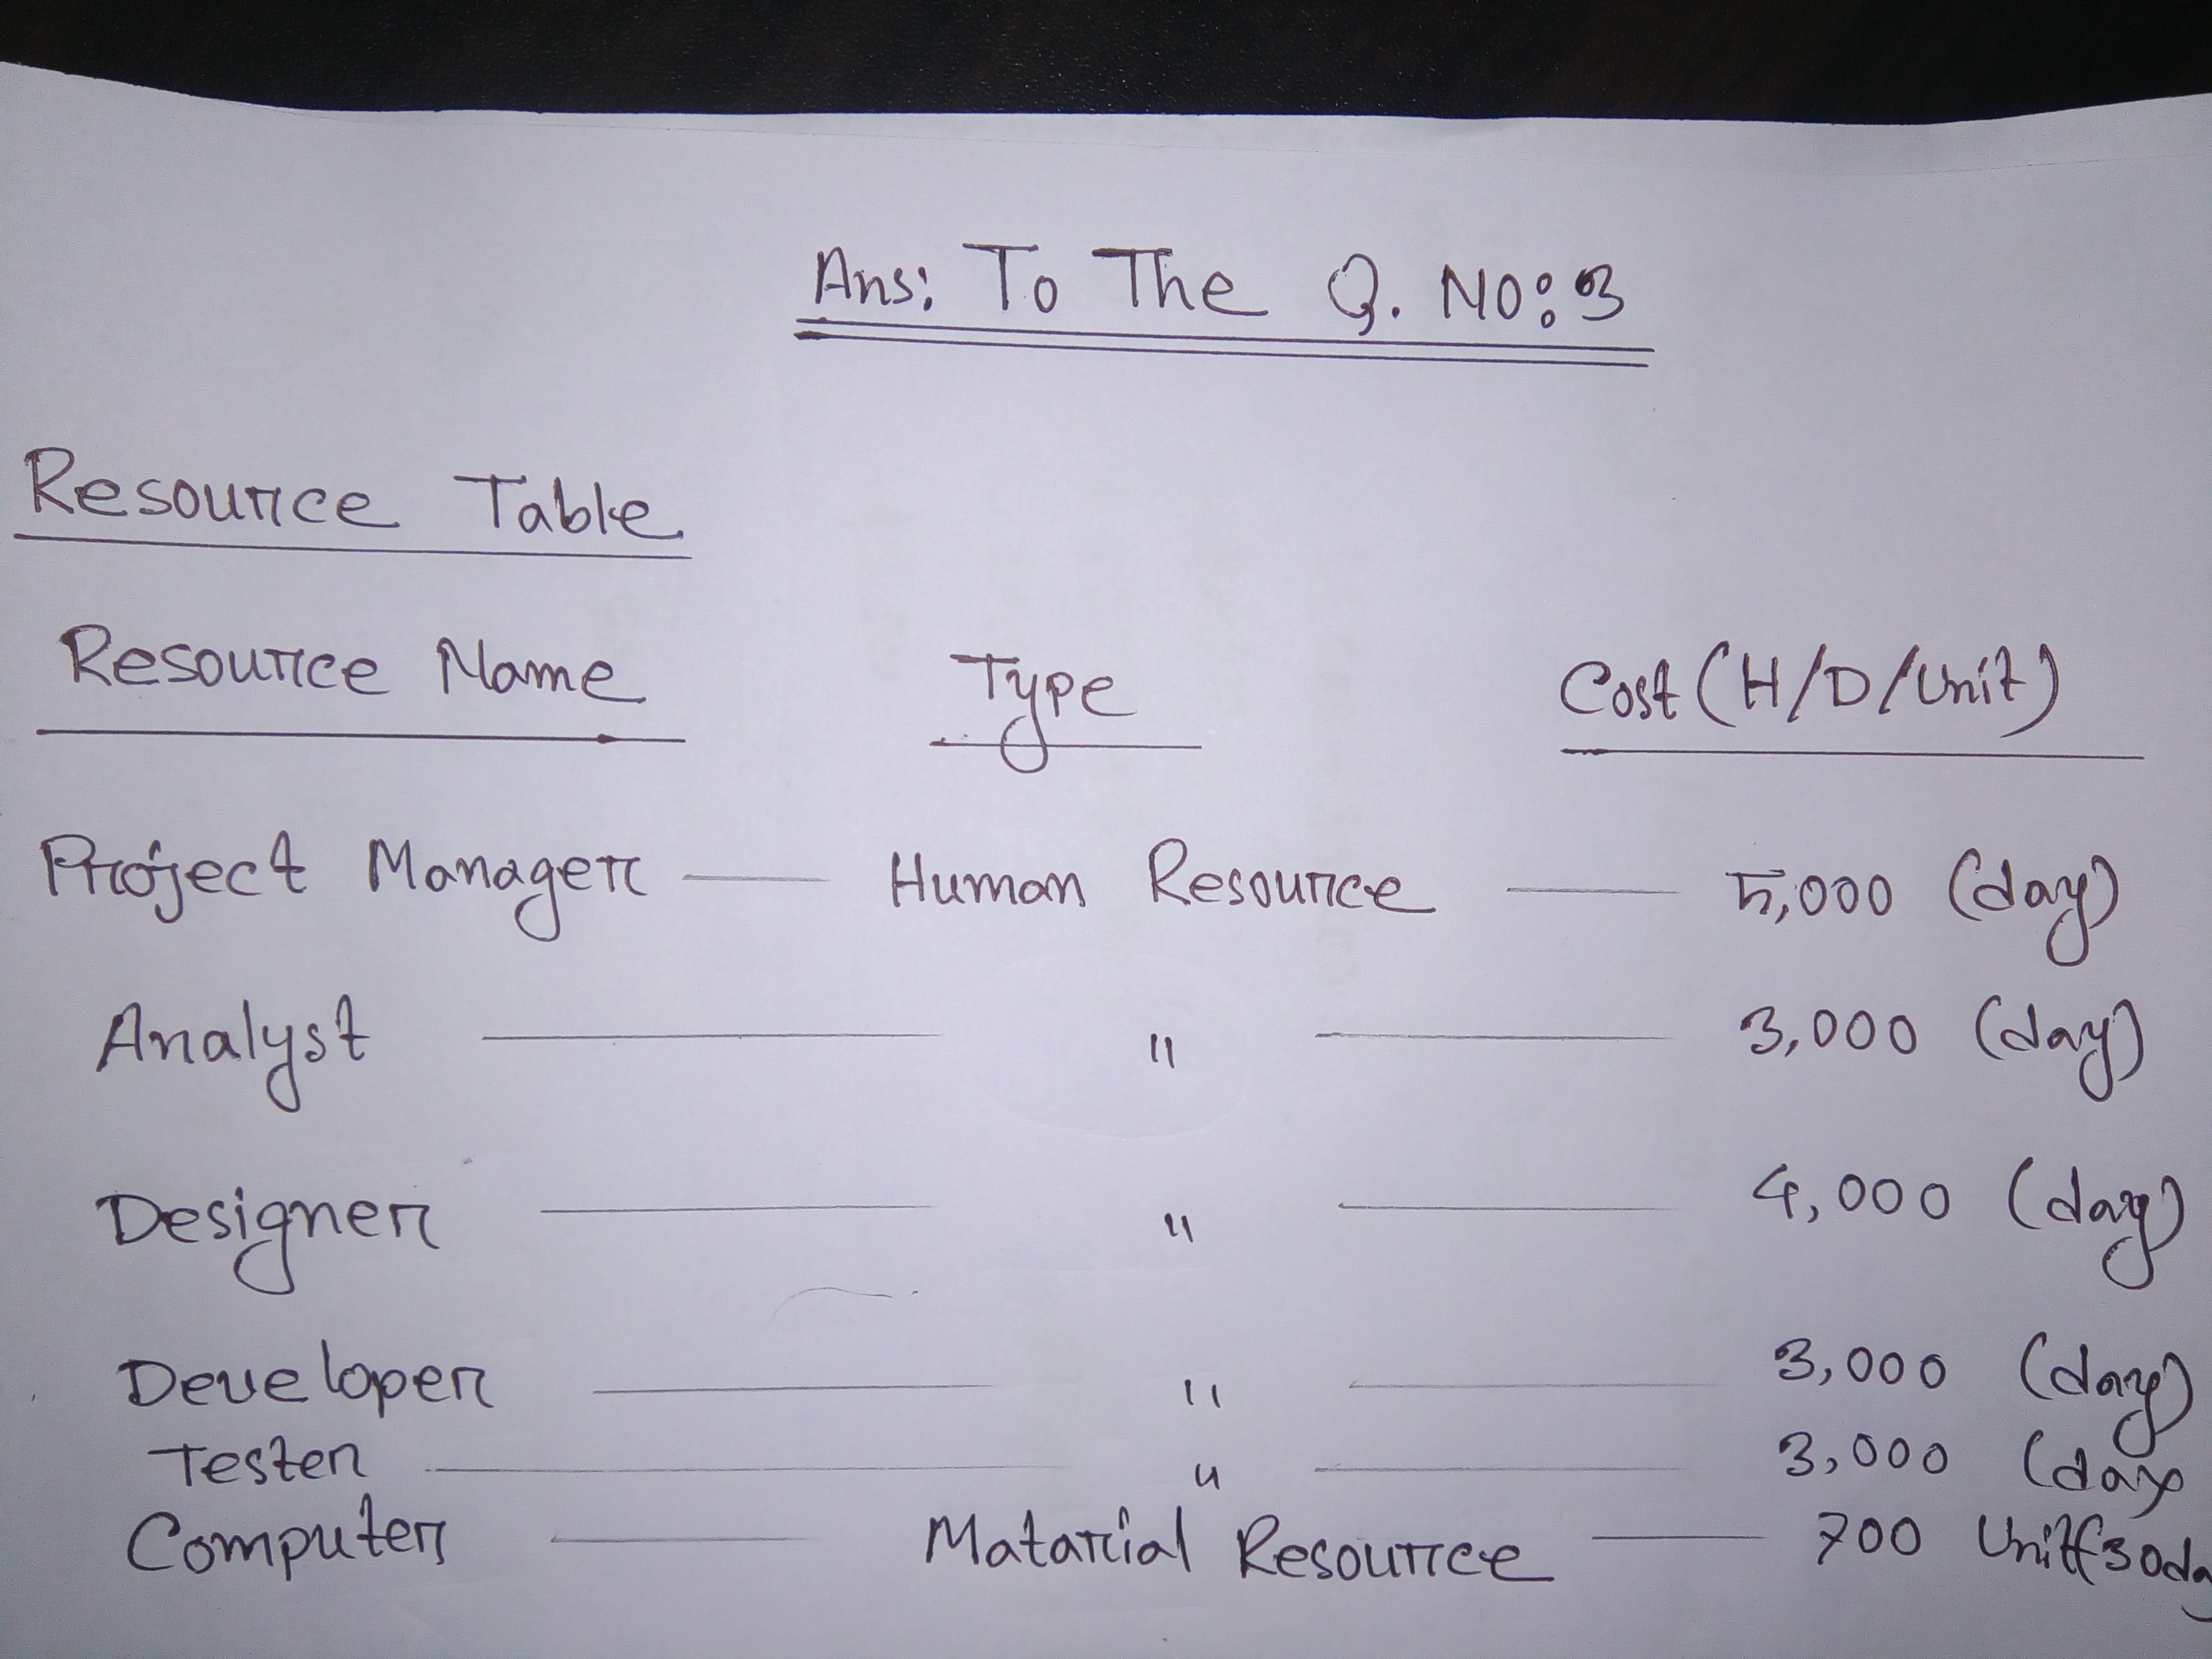 Ans: To The Q. NO: 3
Resource Table
Resource Name Type Cost (H/D/Unit)
Project Manager — Human Resource — 5,000 (day)
Analyst — " — 3,000 (day)
Designer — " — 4,000 (day)
Developer — " — 3,000 (day)
Tester — " — 3,000 (day
Computer — Matarial Resource — 700 Unit(30da